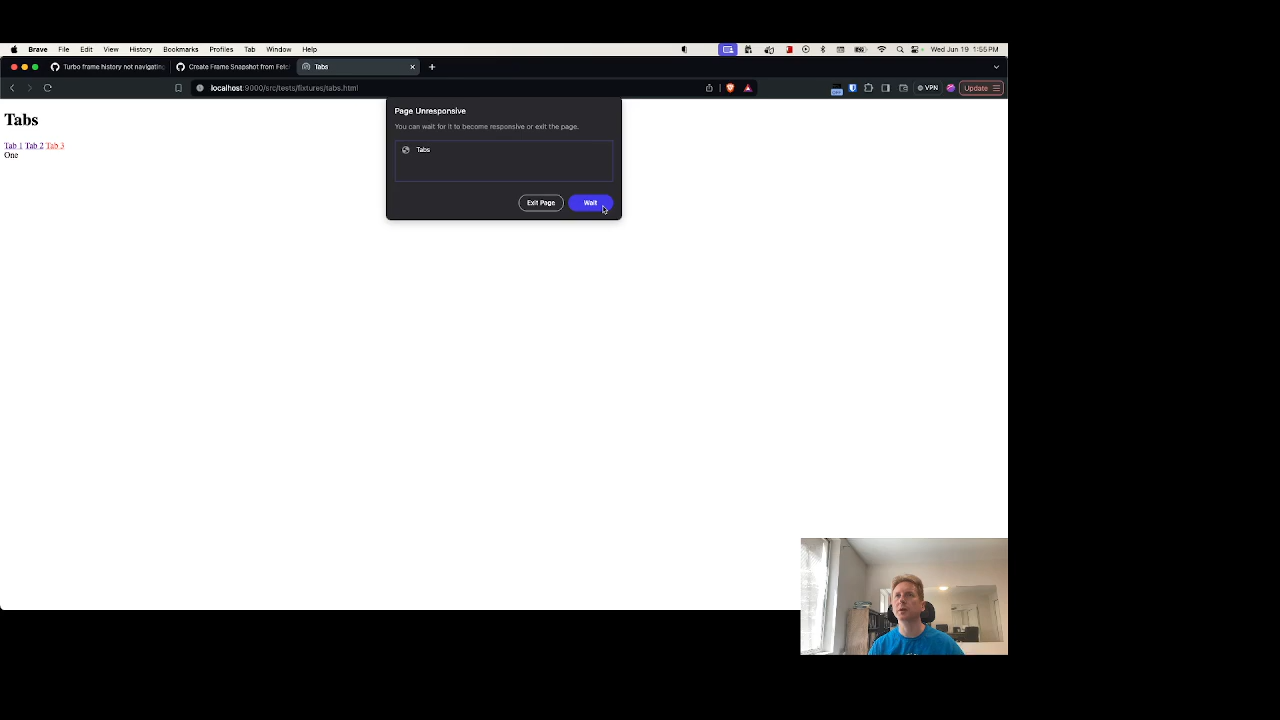 Brave File Edit View History Bookmarks Profiles Tab Window Help Wed Jun 19 1:55 PM
Turbo frame history not navigating Create Frame Snapshot from Fetc Tabs
localhost:9000/src/tests/fixtures/tabs.html VPN Update
Tabs
Tab 1 Tab 2 Tab 3
One
Page Unresponsive
You can wait for it to become responsive or exit the page.
Tabs
Exit Page Wait